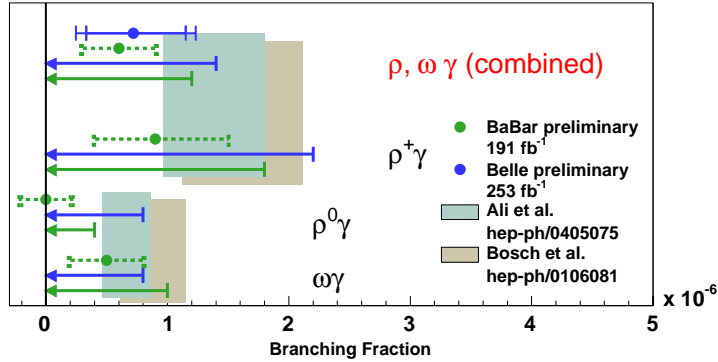 ρ, ω γ (combined)
BaBar preliminary
191 fb⁻¹
ρ⁺γ
Belle preliminary
253 fb⁻¹
Ali et al.
ρ⁰γ
hep-ph/0405075
Bosch et al.
ωγ
hep-ph/0106081
x 10⁻⁶
0 1 2 3 4 5
Branching Fraction